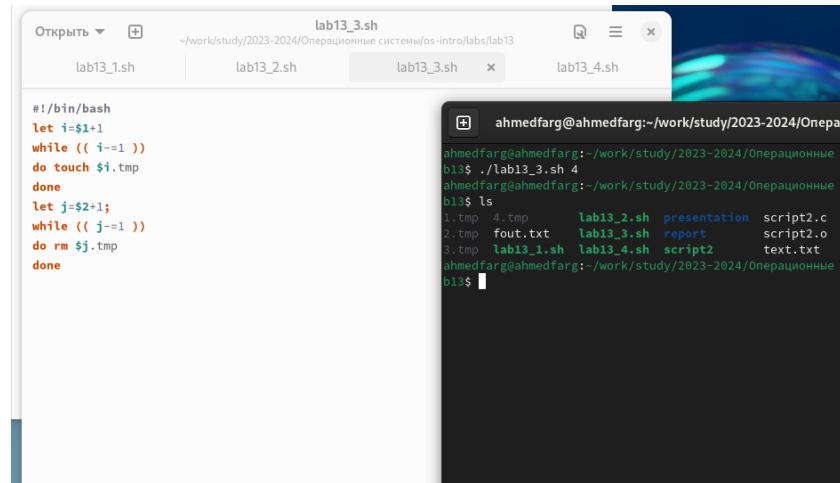 Открыть
lab13_3.sh
~/work/study/2023-2024/Операционные системы/os-intro/labs/lab13
lab13_1.sh lab13_2.sh lab13_3.sh × lab13_4.sh
#!/bin/bash
let i=$1+1
while (( i-=1 ))
do touch $i.tmp
done
let j=$2+1;
while (( j-=1 ))
do rm $j.tmp
done
ahmedfarg@ahmedfarg:~/work/study/2023-2024/Опера
ahmedfarg@ahmedfarg:~/work/study/2023-2024/Операционные
b13$ ./lab13_3.sh 4
ahmedfarg@ahmedfarg:~/work/study/2023-2024/Операционные
b13$ ls
1.tmp 4.tmp lab13_2.sh presentation script2.c
2.tmp fout.txt lab13_3.sh report script2.o
3.tmp lab13_1.sh lab13_4.sh script2 text.txt
ahmedfarg@ahmedfarg:~/work/study/2023-2024/Операционные
b13$